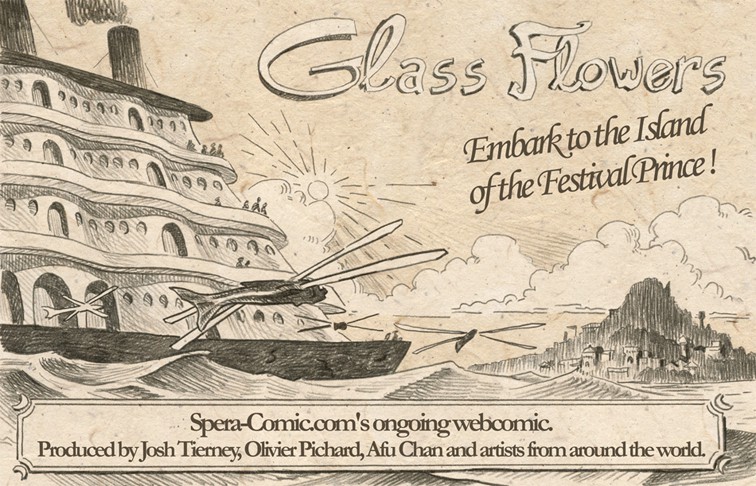 Glass Flowers
Embark to the Island
of the Festival Prince !
Spera-Comic.com's ongoing webcomic.
Produced by Josh Tierney, Olivier Pichard, Afu Chan and artists from around the world.